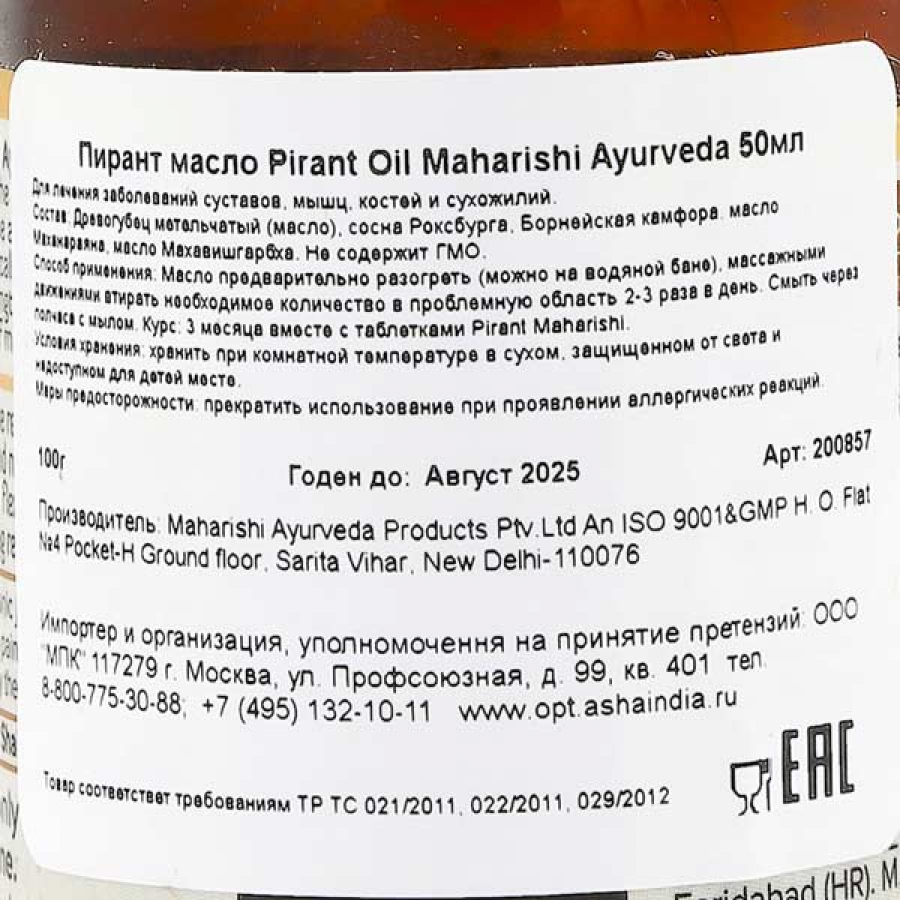 Пирант масло Pirant Oil Maharishi Ayurveda 50мл
Для лечения заболеваний суставов, мышц, костей и сухожилий.
Состав: Древогубец метельчатый (масло), сосна Роксбурга, Борнейская камфора, масло
Маханараяна, масло Махавишгарбха. Не содержит ГМО.
Способ применения: Масло предварительно разогреть (можно на водяной бане), массажными
движениями втирать необходимое количество в проблемную область 2-3 раза в день. Смыть через
полчаса с мылом. Курс: 3 месяца вместе с таблетками Pirant Maharishi.
Условия хранения: хранить при комнатной температуре в сухом, защищенном от света и
недоступном для детей месте.
Меры предосторожности: прекратить использование при проявлении аллергических реакций.
100г
Годен до: Август 2025
Арт: 200857
Производитель: Maharishi Ayurveda Products Ptv.Ltd An ISO 9001&GMP H. O. Flat
№4 Pocket-H Ground floor, Sarita Vihar, New Delhi-110076
Импортер и организация, уполномочення на принятие претензий: ООО
"МПК" 117279 г. Москва, ул. Профсоюзная, д. 99, кв. 401 тел.
8-800-775-30-88; +7 (495) 132-10-11 www.opt.ashaindia.ru
EAC
Товар соответствет требованиям ТР ТС 021/2011, 022/2011, 029/2012
(HR). M